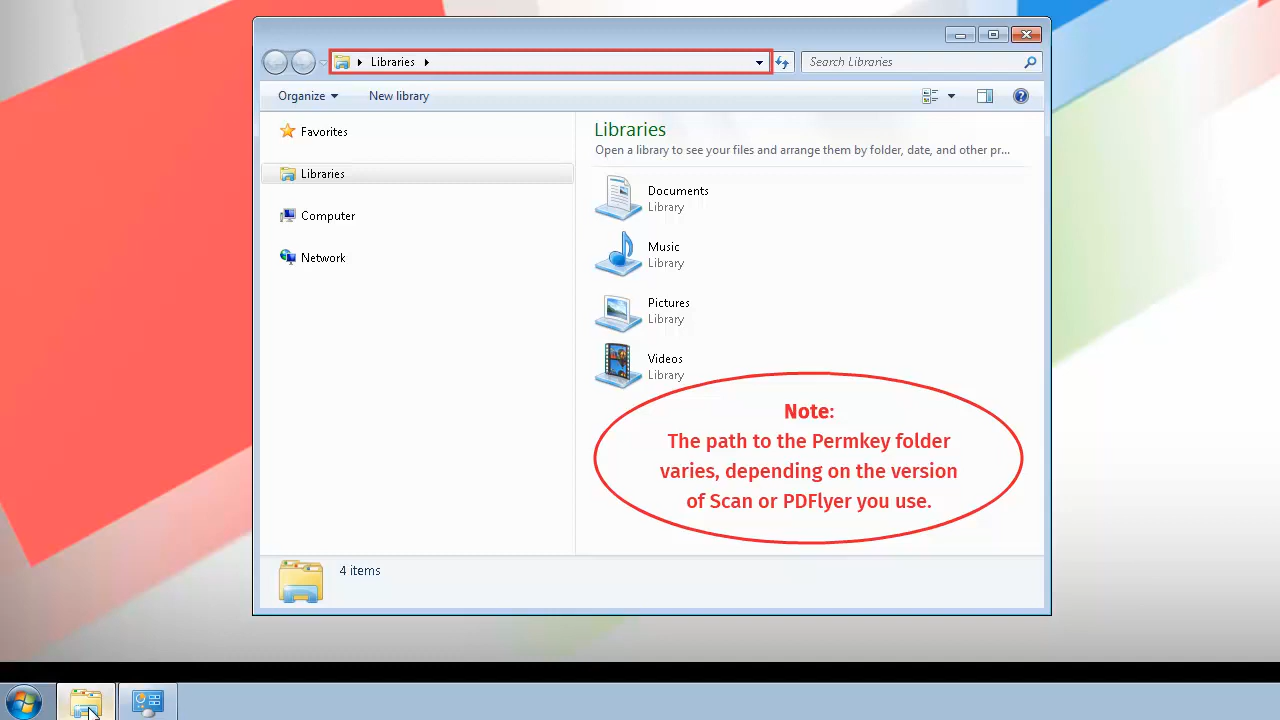 Libraries
Search Libraries
Organize
New library
Favorites
Libraries
Computer
Network
Libraries
Open a library to see your files and arrange them by folder, date, and other pr...
Documents
Library
Music
Library
Pictures
Library
Videos
Library
Note:
The path to the Permkey folder
varies, depending on the version
of Scan or PDFlyer you use.
4 items